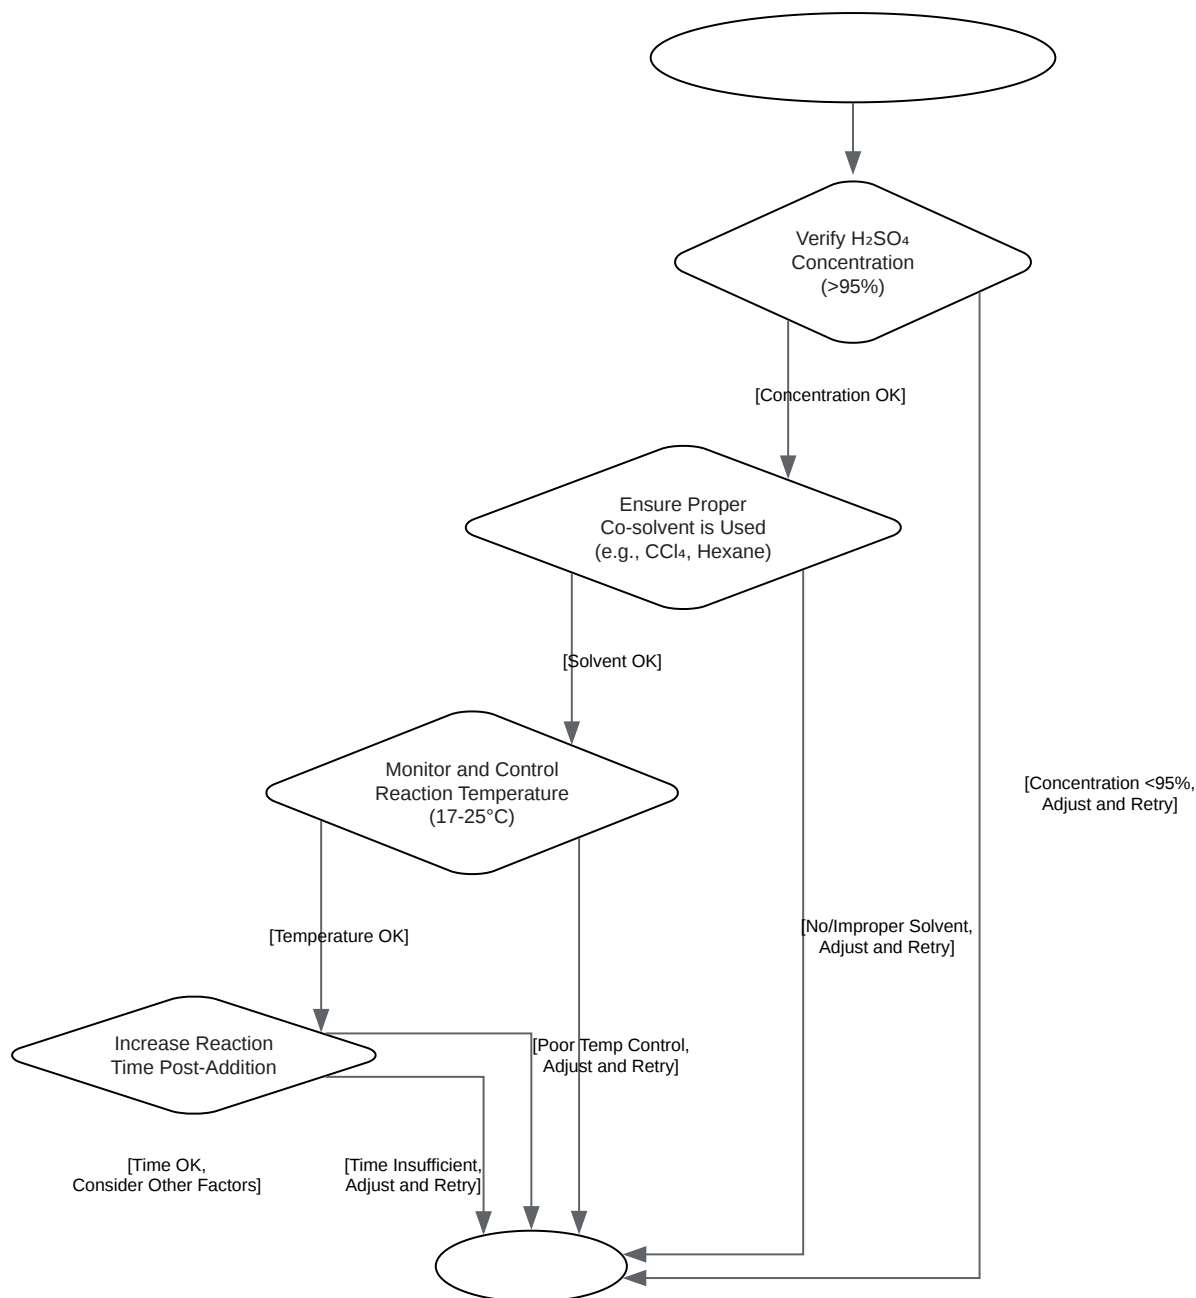 Verify H₂SO₄
Concentration
(>95%)
[Concentration OK]
Ensure Proper
Co-solvent is Used
(e.g., CCl₄, Hexane)
[Solvent OK]
Monitor and Control
Reaction Temperature
(17-25°C)
[Concentration <95%,
Adjust and Retry]
[Temperature OK]
[No/Improper Solvent,
Adjust and Retry]
Increase Reaction
Time Post-Addition
[Poor Temp Control,
Adjust and Retry]
[Time OK,
Consider Other Factors]
[Time Insufficient,
Adjust and Retry]